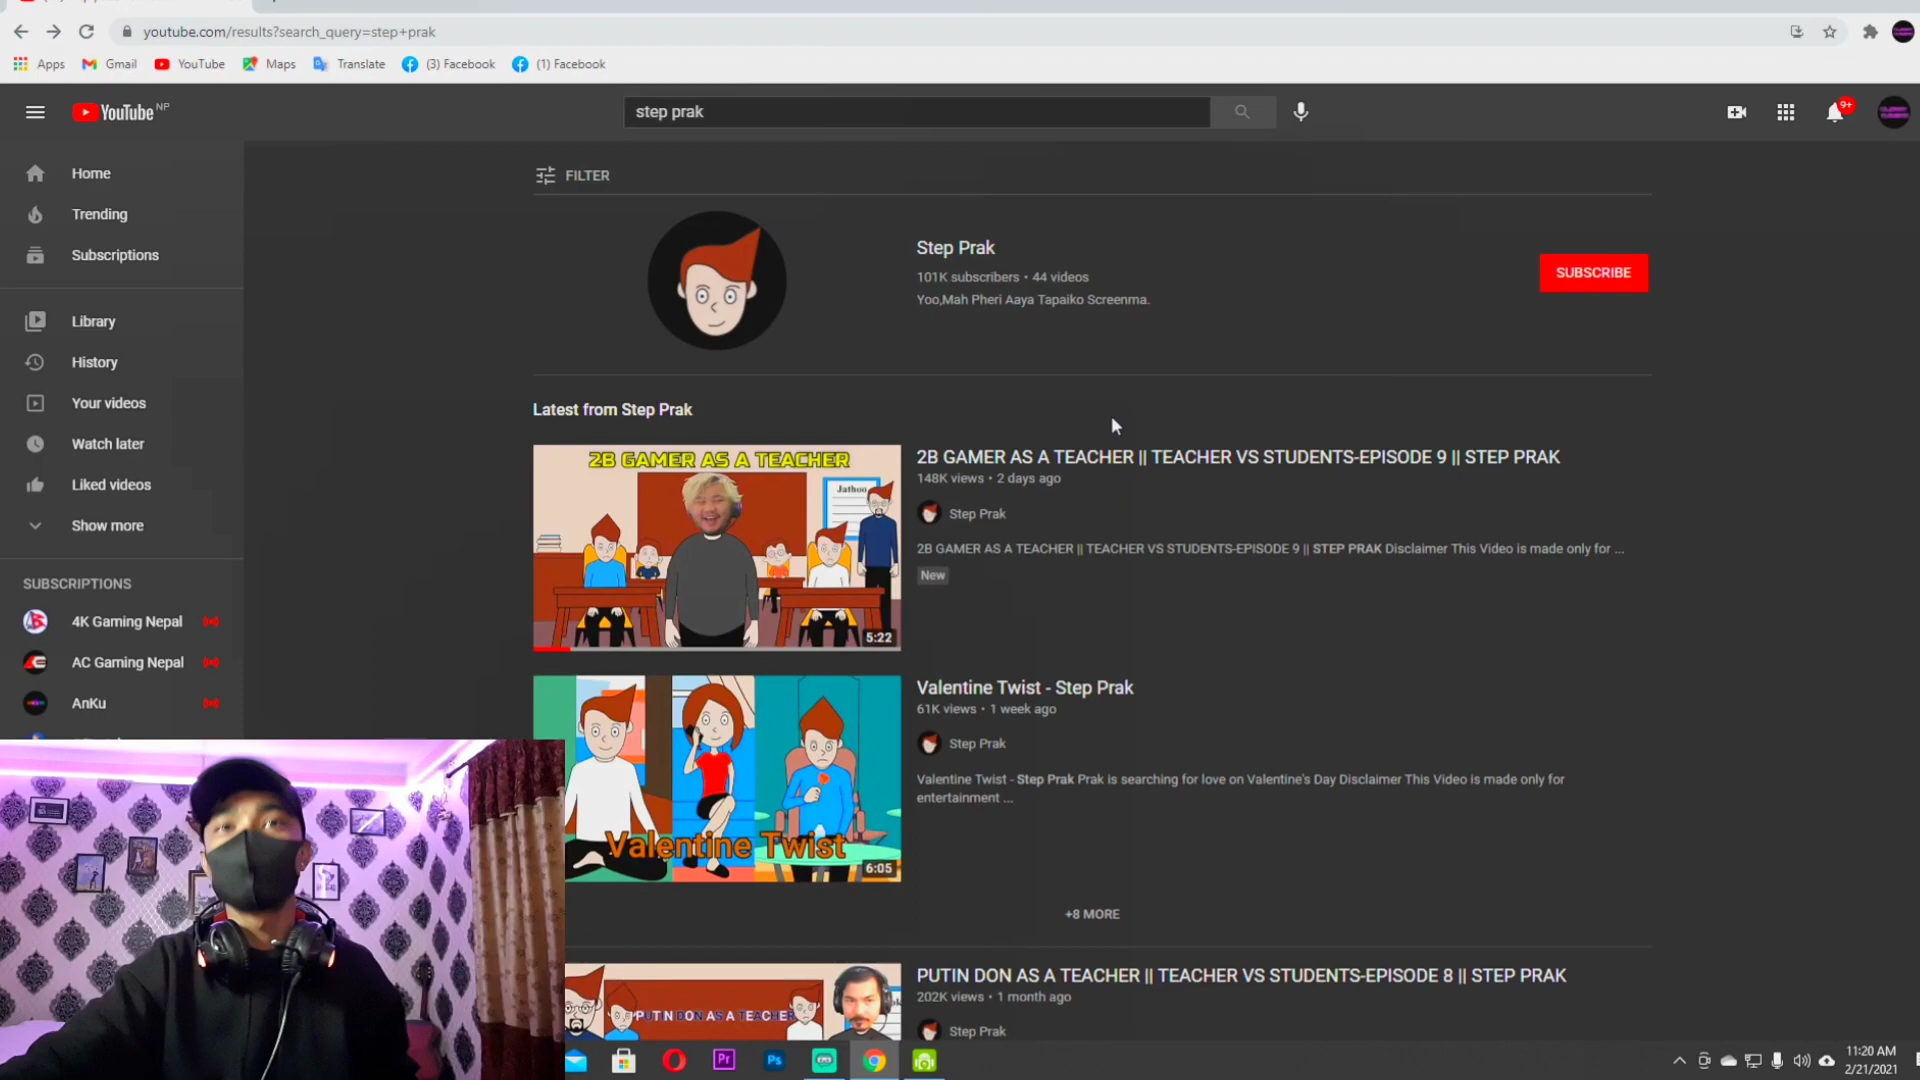 youtube.com/results?search_query=step+prak
Apps
Gmail
YouTube
Maps
Translate
(3) Facebook
(1) Facebook
YouTube NP
step prak
9+
Home
Trending
Subscriptions
Library
History
Your videos
Watch later
Liked videos
Show more
SUBSCRIPTIONS
4K Gaming Nepal
AC Gaming Nepal
AnKu
FILTER
Step Prak
101K subscribers • 44 videos
Yoo,Mah Pheri Aaya Tapaiko Screenma.
SUBSCRIBE
Latest from Step Prak
2B GAMER AS A TEACHER
Jathoo
5:22
2B GAMER AS A TEACHER || TEACHER VS STUDENTS-EPISODE 9 || STEP PRAK
148K views • 2 days ago
Step Prak
2B GAMER AS A TEACHER || TEACHER VS STUDENTS-EPISODE 9 || STEP PRAK Disclaimer This Video is made only for ...
New
Valentine Twist
6:05
Valentine Twist - Step Prak
61K views • 1 week ago
Step Prak
Valentine Twist - Step Prak Prak is searching for love on Valentine's Day Disclaimer This Video is made only for
entertainment ...
+8 MORE
PUTIN DON AS A TEACHER
PUTIN DON AS A TEACHER || TEACHER VS STUDENTS-EPISODE 8 || STEP PRAK
202K views • 1 month ago
Step Prak
Pr
Ps
11:20 AM
2/21/2021